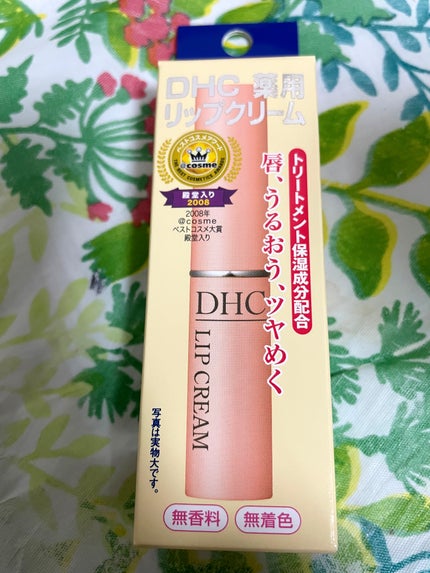 DHC 薬用
リップクリーム
ベストコスメアワード
@cosme
THE BEST COSMETICS AWARD
殿堂入り
2008
2008年
@cosme
ベストコスメ大賞
殿堂入り
トリートメント保湿成分配合
唇、うるおう、ツヤめく
DHC
LIP CREAM
写真は実物大です。
無香料
無着色